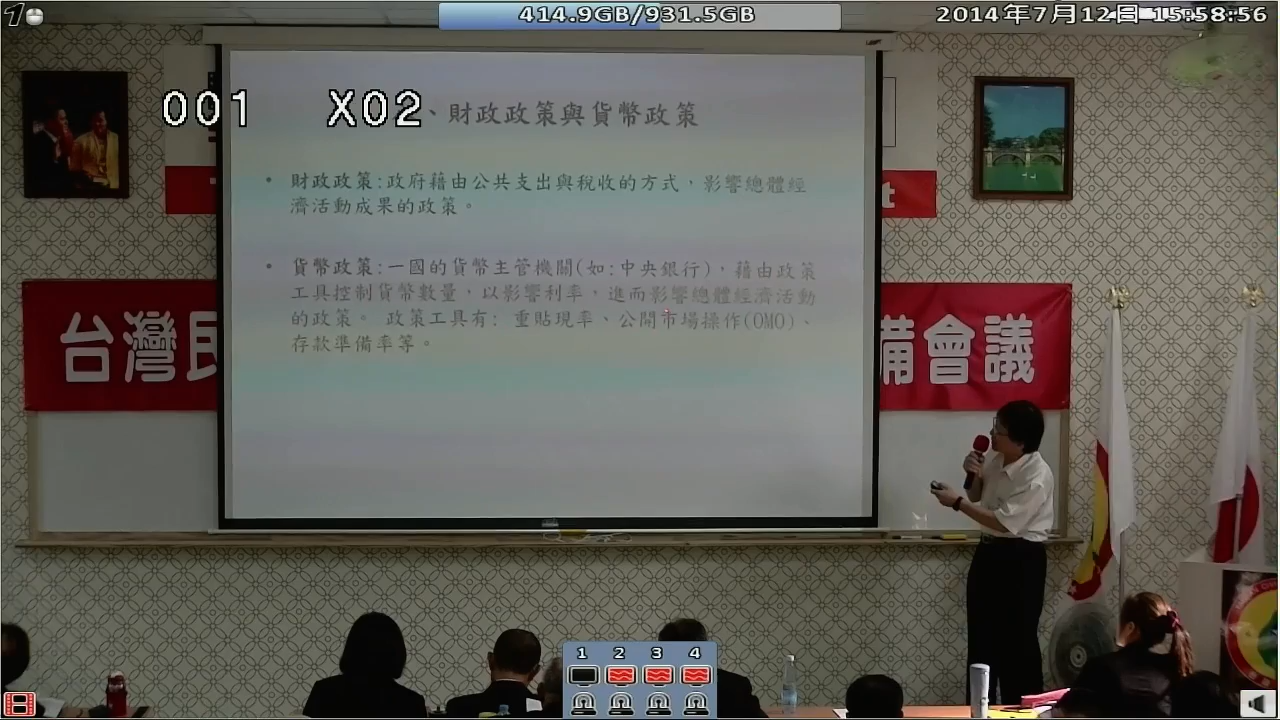 414.9GB/931.5GB
2014年7月12日 15:58:56
001 X02
、財政政策與貨幣政策
• 財政政策:政府藉由公共支出與稅收的方式，影響總體經
濟活動成果的政策。
• 貨幣政策:一國的貨幣主管機關(如:中央銀行)，藉由政策
工具控制貨幣數量，以影響利率，進而影響總體經濟活動
的政策。 政策工具有: 重貼現率、公開市場操作(OMO)、
存款準備率等。
t
台灣民
備會議
1 2 3 4